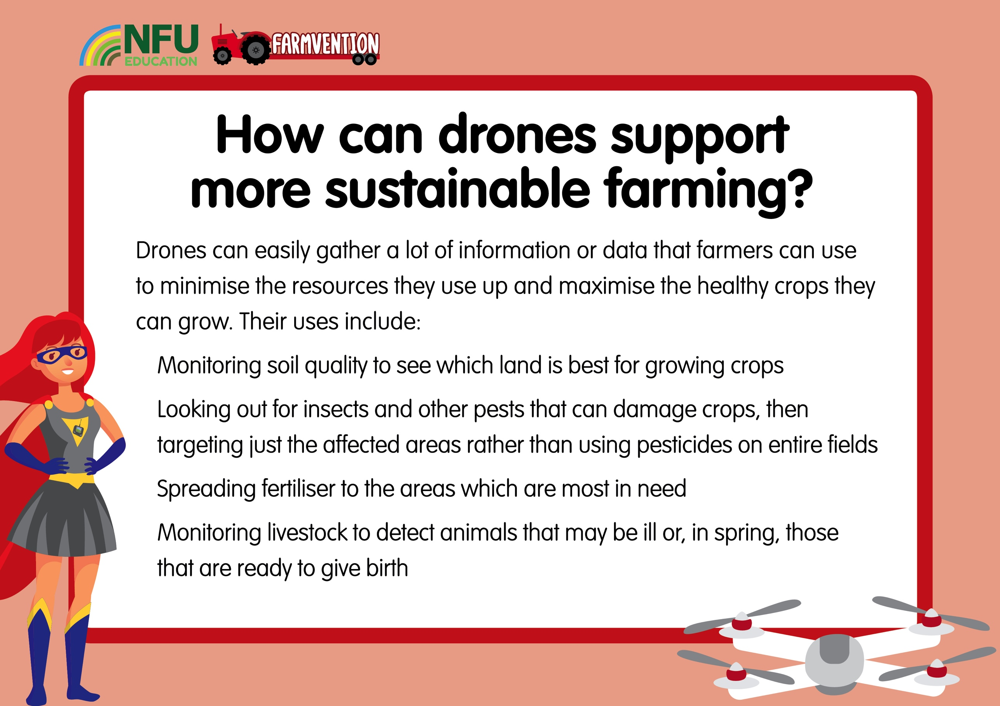 NFU
EDUCATION
FARMVENTION
How can drones support
more sustainable farming?
Drones can easily gather a lot of information or data that farmers can use
to minimise the resources they use up and maximise the healthy crops they
can grow. Their uses include:
Monitoring soil quality to see which land is best for growing crops
Looking out for insects and other pests that can damage crops, then
targeting just the affected areas rather than using pesticides on entire fields
Spreading fertiliser to the areas which are most in need
Monitoring livestock to detect animals that may be ill or, in spring, those
that are ready to give birth